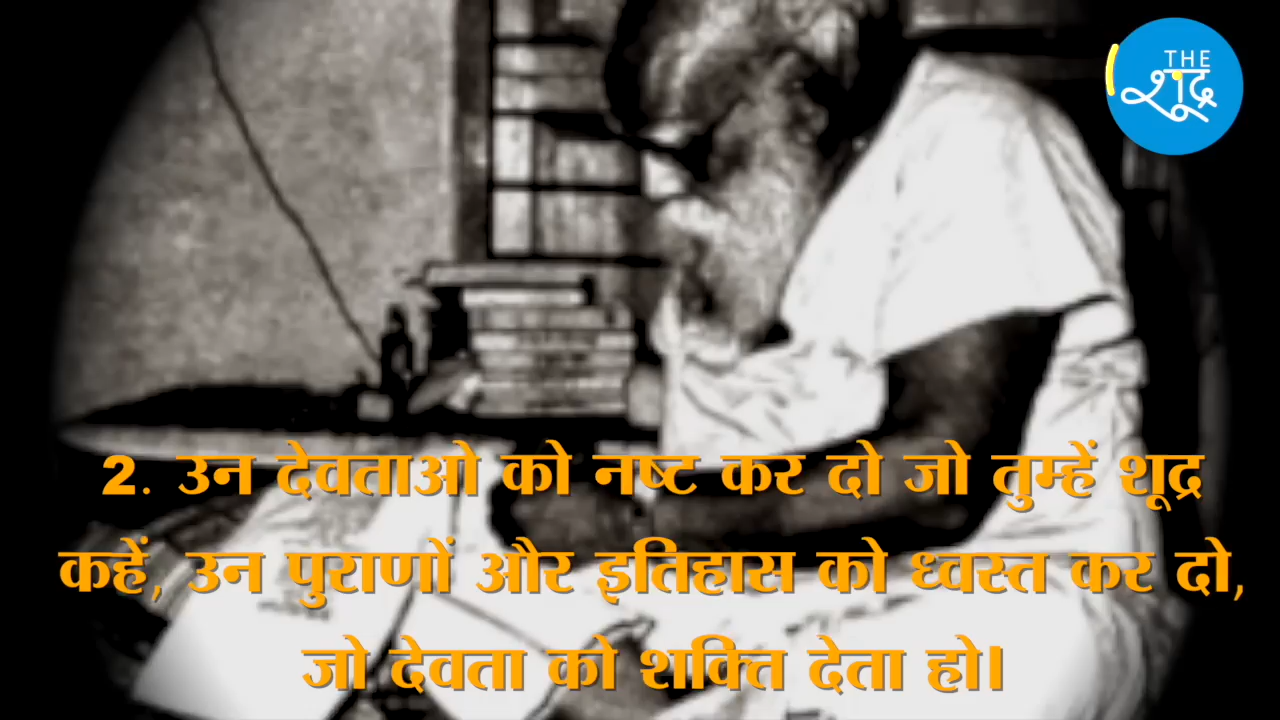 THE
शूद्र
2. उन देवताओ को नष्ट कर दो जो तुम्हें शूद्र
कहें, उन पुराणों और इतिहास को ध्वस्त कर दो,
जो देवता को शक्ति देता हो।